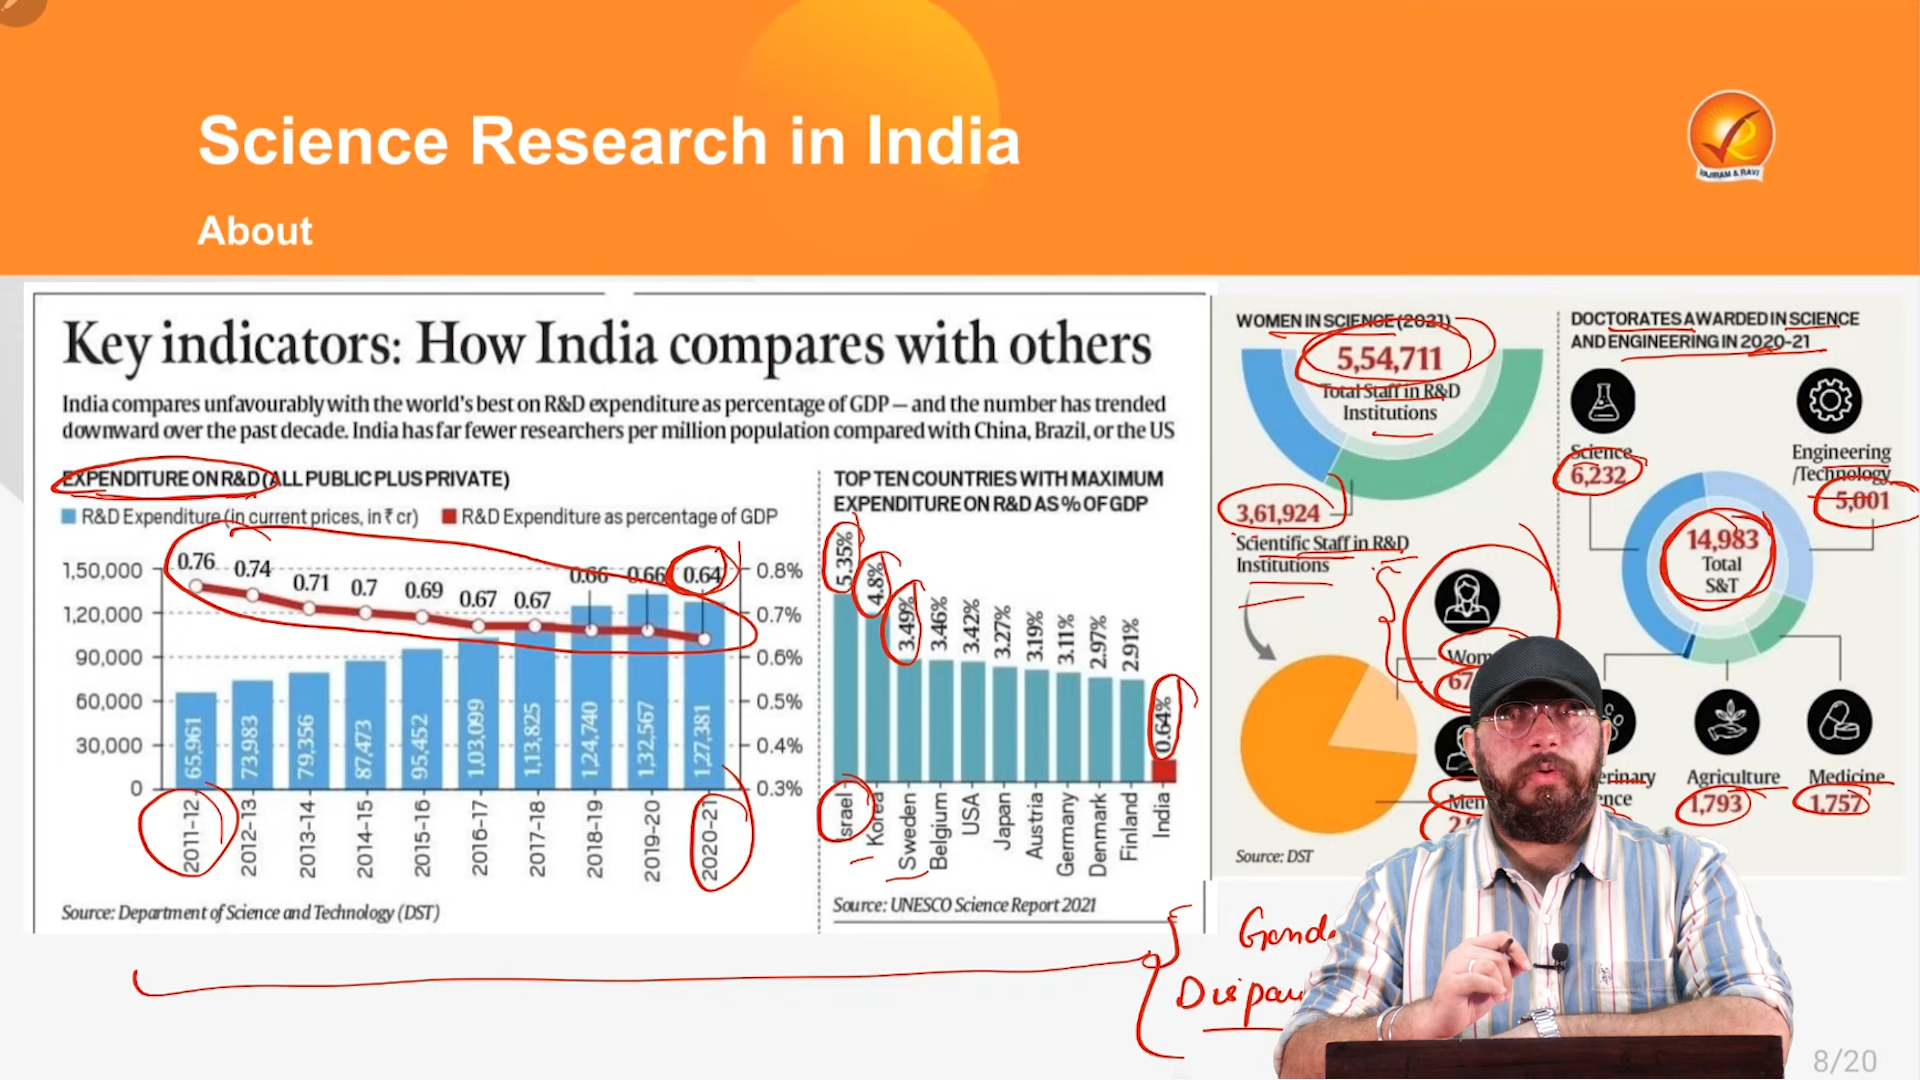 Science Research in India
VAJIRAM & RAVI
About
Key indicators: How India compares with others
India compares unfavourably with the world's best on R&D expenditure as percentage of GDP — and the number has trended
downward over the past decade. India has far fewer researchers per million population compared with China, Brazil, or the US
EXPENDITURE ON R&D (ALL PUBLIC PLUS PRIVATE)
R&D Expenditure (in current prices, in ₹ cr)
R&D Expenditure as percentage of GDP
0.76 0.74 0.71 0.7 0.69 0.67 0.67 0.66 0.66 0.64
1,50,000
1,20,000
90,000
60,000
30,000
0
0.8%
0.7%
0.6%
0.5%
0.4%
0.3%
65,961 73,983 79,356 87,473 95,452 1,03,099 1,13,825 1,24,740 1,32,567 1,27,381
2011-12 2012-13 2013-14 2014-15 2015-16 2016-17 2017-18 2018-19 2019-20 2020-21
Source: Department of Science and Technology (DST)
TOP TEN COUNTRIES WITH MAXIMUM
EXPENDITURE ON R&D AS % OF GDP
5.35% 4.8% 3.49% 3.46% 3.42% 3.27% 3.19% 3.11% 2.97% 2.91% 0.64%
Israel Korea Sweden Belgium USA Japan Austria Germany Denmark Finland India
Source: UNESCO Science Report 2021
WOMEN IN SCIENCE (2021)
5,54,711
Total Staff in R&D
Institutions
3,61,924
Scientific Staff in R&D
Institutions
Men
Source: DST
DOCTORATES AWARDED IN SCIENCE
AND ENGINEERING IN 2020-21
Science
6,232
Engineering
/Technology
5,001
14,983
Total
S&T
Agriculture
1,793
Medicine
1,757
8/20